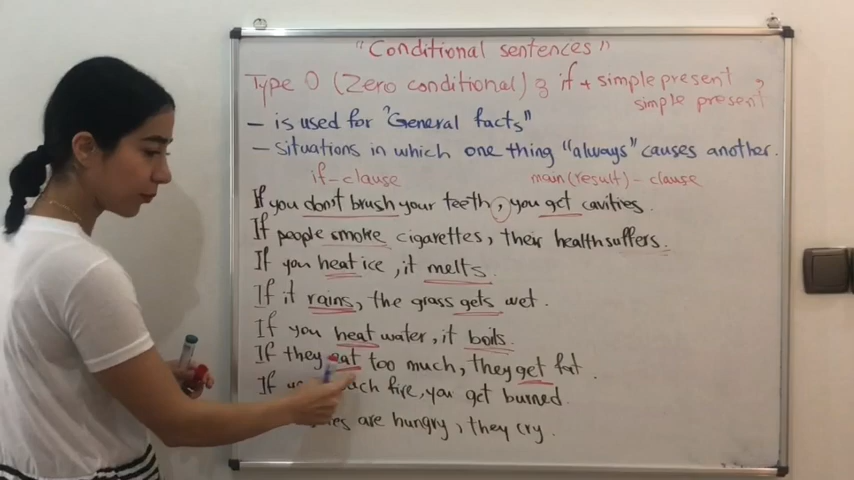 "Conditional sentences"
Type 0 (Zero conditional) : if + simple present ,
simple present
- is used for "General facts"
- situations in which one thing "always" causes another.
if-clause main(result)-clause
If you don't brush your teeth, you get cavities.
If people smoke cigarettes, their health suffers.
If you heat ice, it melts.
If it rains, the grass gets wet.
If you heat water, it boils.
If they eat too much, they get fat.
If fire, you get burned.
are hungry, they cry.